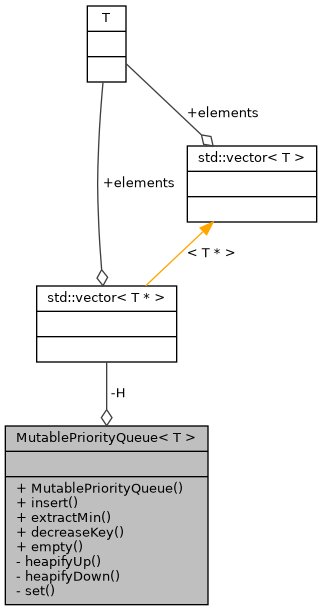 T
+elements
std::vector< T >
+elements
< T * >
std::vector< T * >
-H
MutablePriorityQueue< T >
+ MutablePriorityQueue()
+ insert()
+ extractMin()
+ decreaseKey()
+ empty()
- heapifyUp()
- heapifyDown()
- set()